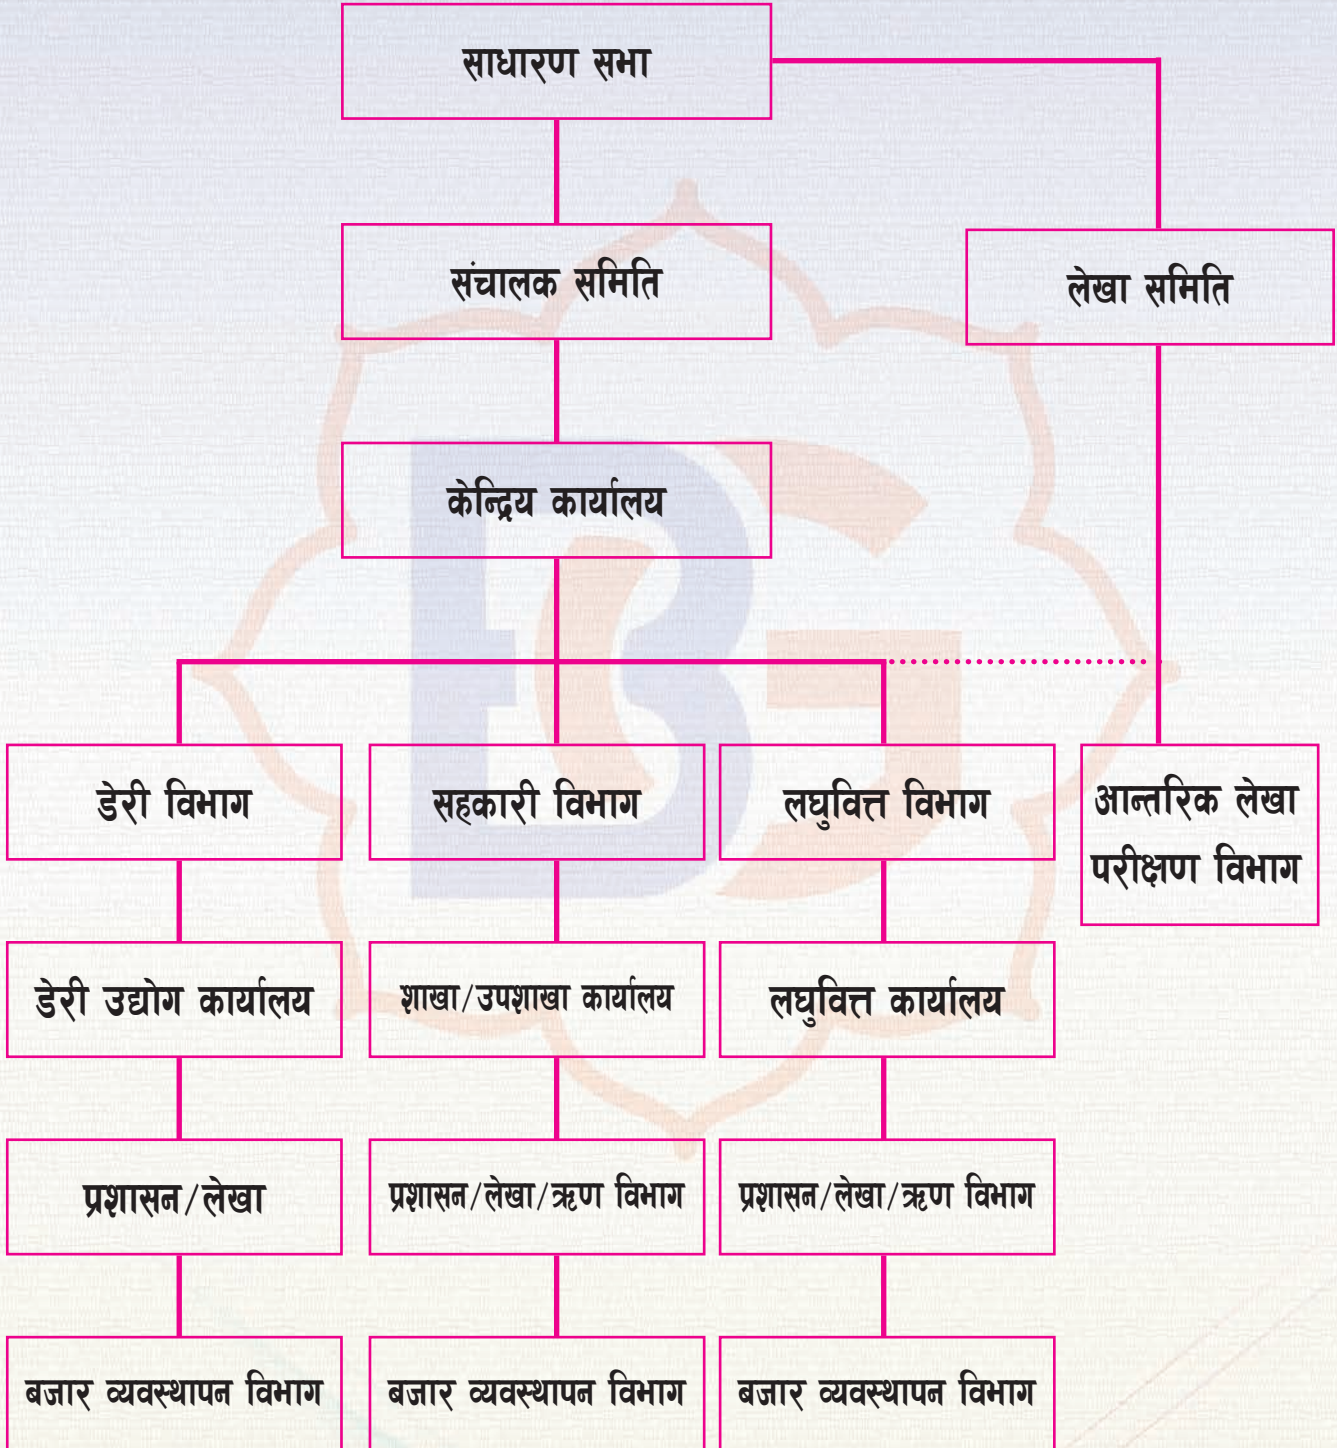 साधारण सभा
संचालक समिति
लेखा समिति
केन्द्रिय कार्यालय
डेरी विभाग
सहकारी विभाग
लघुवित्त विभाग
आन्तरिक लेखा
परीक्षण विभाग
डेरी उद्योग कार्यालय
शाखा/उपशाखा कार्यालय
लघुवित्त कार्यालय
प्रशासन/लेखा
प्रशासन/लेखा/ऋण विभाग
प्रशासन/लेखा/ऋण विभाग
बजार व्यवस्थापन विभाग
बजार व्यवस्थापन विभाग
बजार व्यवस्थापन विभाग